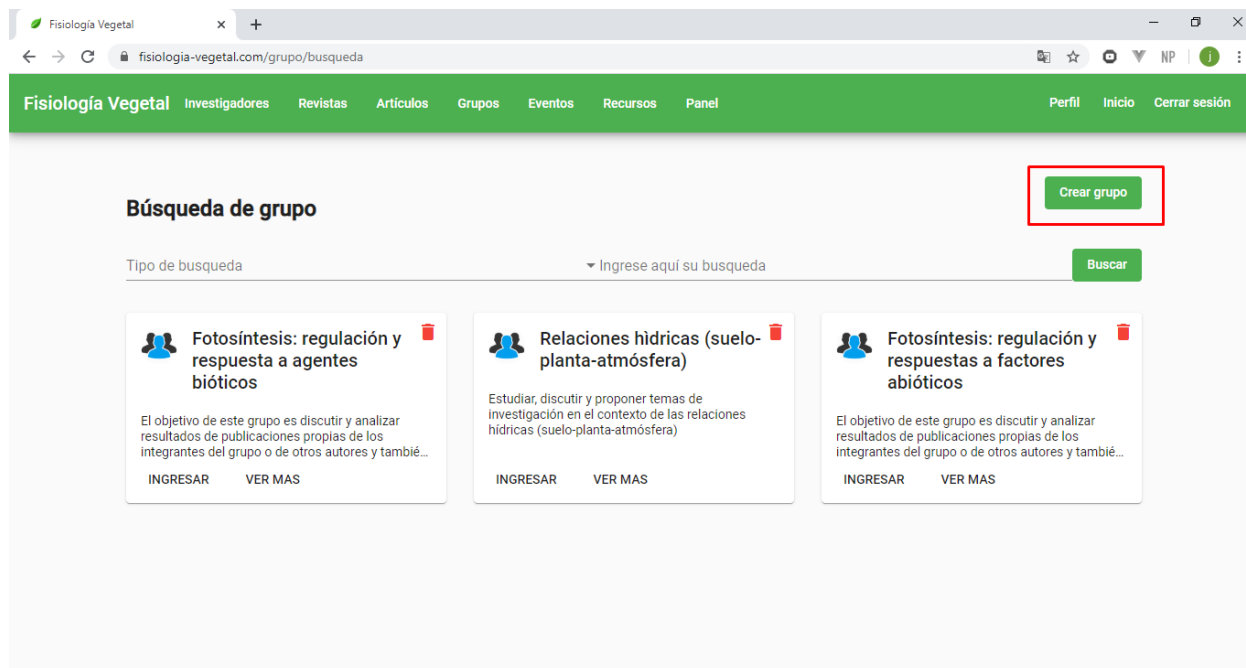 Fisiología Vegetal
fisiologia-vegetal.com/grupo/busqueda
NP
j
Fisiología Vegetal Investigadores Revistas Artículos Grupos Eventos Recursos Panel Perfil Inicio Cerrar sesión
Crear grupo
Búsqueda de grupo
Tipo de busqueda Ingrese aquí su busqueda Buscar
Fotosíntesis: regulación y
respuesta a agentes
bióticos
El objetivo de este grupo es discutir y analizar
resultados de publicaciones propias de los
integrantes del grupo o de otros autores y tambié...
INGRESAR VER MAS
Relaciones hìdricas (suelo-
planta-atmósfera)
Estudiar, discutir y proponer temas de
investigación en el contexto de las relaciones
hídricas (suelo-planta-atmósfera)
INGRESAR VER MAS
Fotosíntesis: regulación y
respuestas a factores
abióticos
El objetivo de este grupo es discutir y analizar
resultados de publicaciones propias de los
integrantes del grupo o de otros autores y tambié...
INGRESAR VER MAS